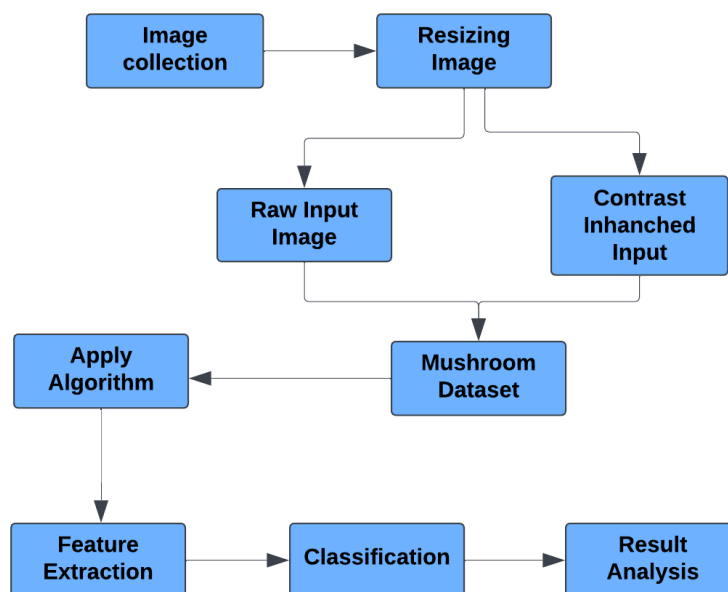 Image
collection
Resizing
Image
Raw Input
Image
Contrast
Inhanched
Input
Mushroom
Dataset
Apply
Algorithm
Feature
Extraction
Classification
Result
Analysis